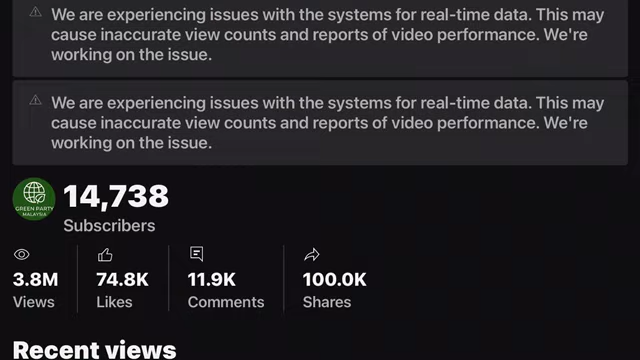 We are experiencing issues with the systems for real-time data. This may
cause inaccurate view counts and reports of video performance. We're
working on the issue.
We are experiencing issues with the systems for real-time data. This may
cause inaccurate view counts and reports of video performance. We're
working on the issue.
GREEN PARTY
MALAYSIA
14,738
Subscribers
3.8M
Views
74.8K
Likes
11.9K
Comments
100.0K
Shares
Recent views